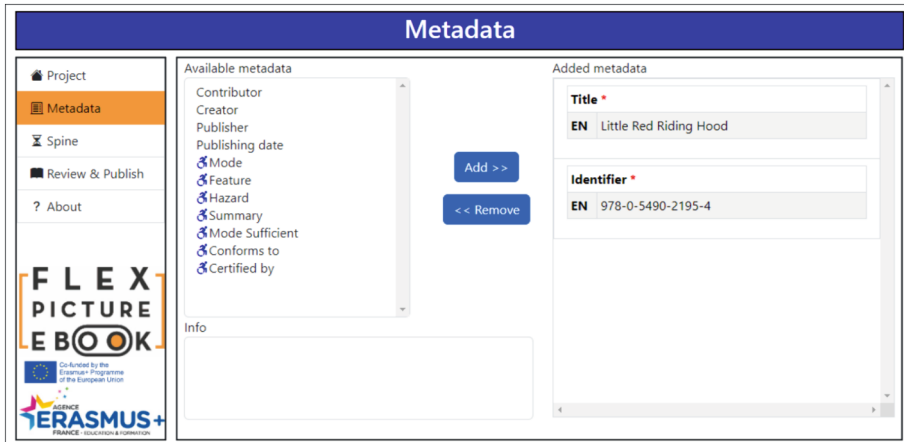 Metadata
Project
Metadata
Spine
Review & Publish
? About
FLEX
PICTURE
EBOOK
Co-funded by the
Erasmus+ Programme
of the European Union
AGENCE
ERASMUS+
FRANCE - EDUCATION & FORMATION
Available metadata
Contributor
Creator
Publisher
Publishing date
Mode
Feature
Hazard
Summary
Mode Sufficient
Conforms to
Certified by
Info
Add >>
<< Remove
Added metadata
Title *
EN Little Red Riding Hood
Identifier *
EN 978-0-5490-2195-4